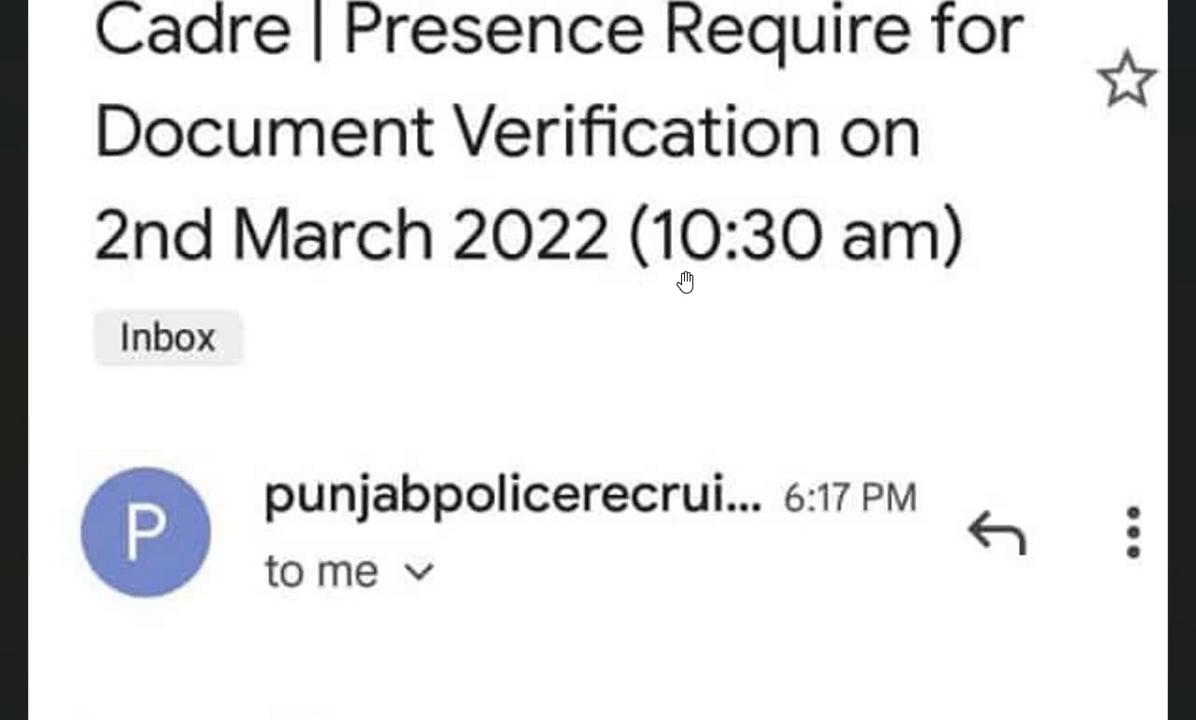 Cadre | Presence Require for
Document Verification on
2nd March 2022 (10:30 am)
Inbox
P
punjabpolicerecrui... 6:17 PM
to me